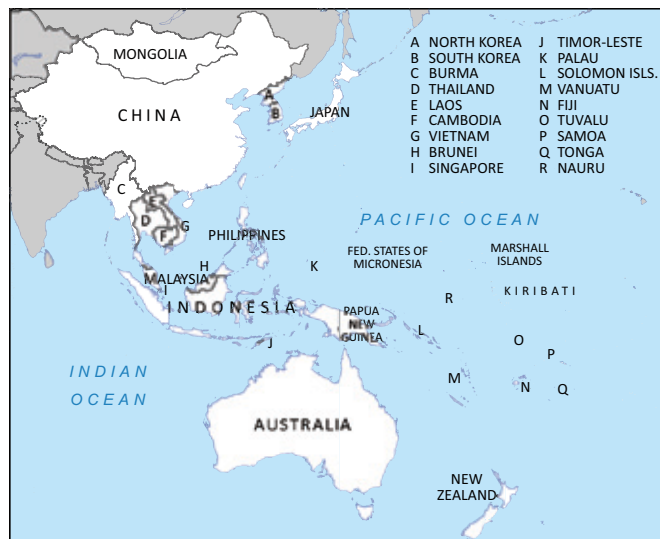 MONGOLIA
CHINA
JAPAN
A NORTH KOREA
B SOUTH KOREA
C BURMA
D THAILAND
E LAOS
F CAMBODIA
G VIETNAM
H BRUNEI
I SINGAPORE
J TIMOR-LESTE
K PALAU
L SOLOMON ISLS.
M VANUATU
N FIJI
O TUVALU
P SAMOA
Q TONGA
R NAURU
A
B
C
E
D
G
F
PHILIPPINES
PACIFIC OCEAN
FED. STATES OF
MICRONESIA
MARSHALL
ISLANDS
H
K
MALAYSIA
I
KIRIBATI
R
INDONESIA
PAPUA
NEW
GUINEA
L
O
J
P
INDIAN
OCEAN
M
N
Q
AUSTRALIA
NEW
ZEALAND